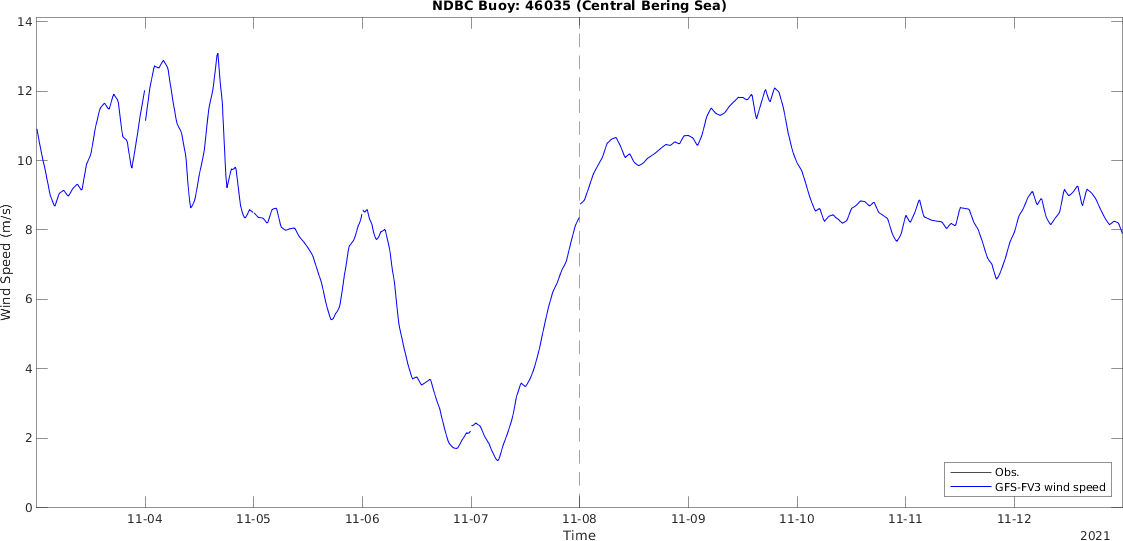 NDBC Buoy: 46035 (Central Bering Sea)
14
12
10
8
6
4
2
0
Wind Speed (m/s)
Obs.
GFS-FV3 wind speed
11-04 11-05 11-06 11-07 11-08 11-09 11-10 11-11 11-12
Time
2021